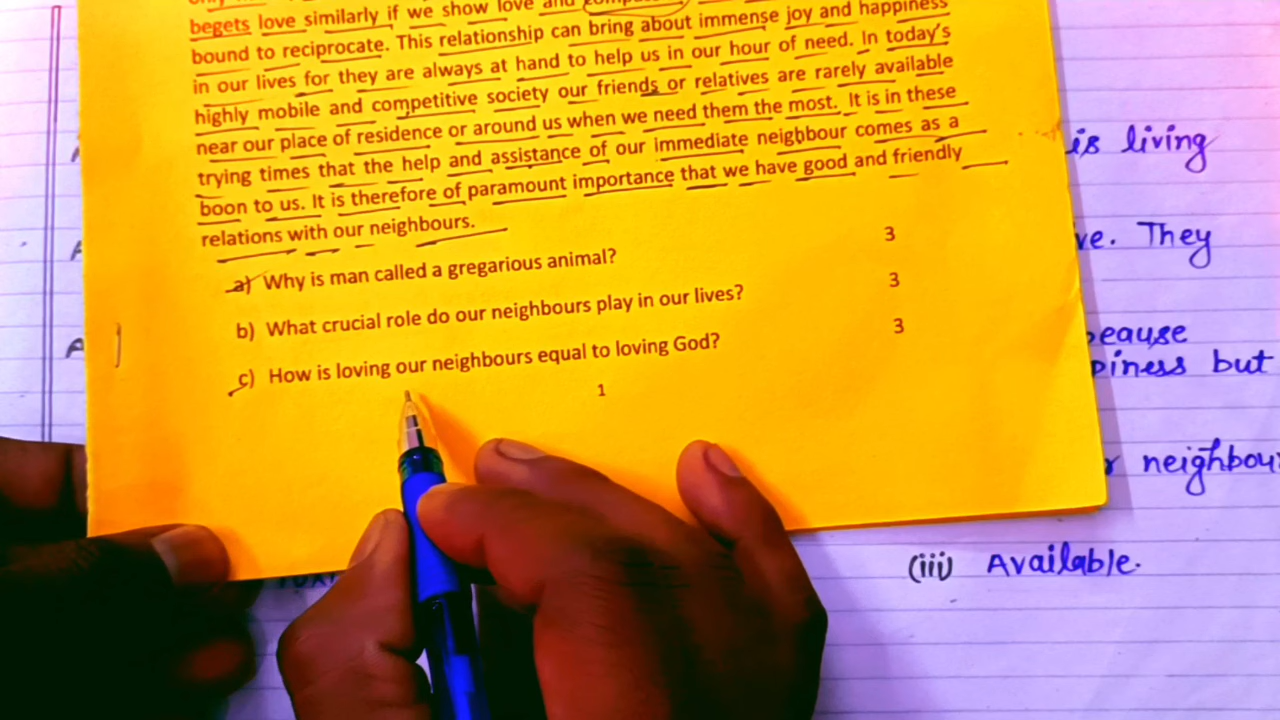 begets love similarly if we show love and
bound to reciprocate. This relationship can bring about immense joy and happiness
in our lives for they are always at hand to help us in our hour of need. In today's
highly mobile and competitive society our friends or relatives are rarely available
near our place of residence or around us when we need them the most. It is in these
trying times that the help and assistance of our immediate neighbour comes as a
boon to us. It is therefore of paramount importance that we have good and friendly
relations with our neighbours.
a) Why is man called a gregarious animal? 3
b) What crucial role do our neighbours play in our lives? 3
c) How is loving our neighbours equal to loving God? 3
1
is living
ve. They
piness but
neighbour
(iii) Available.